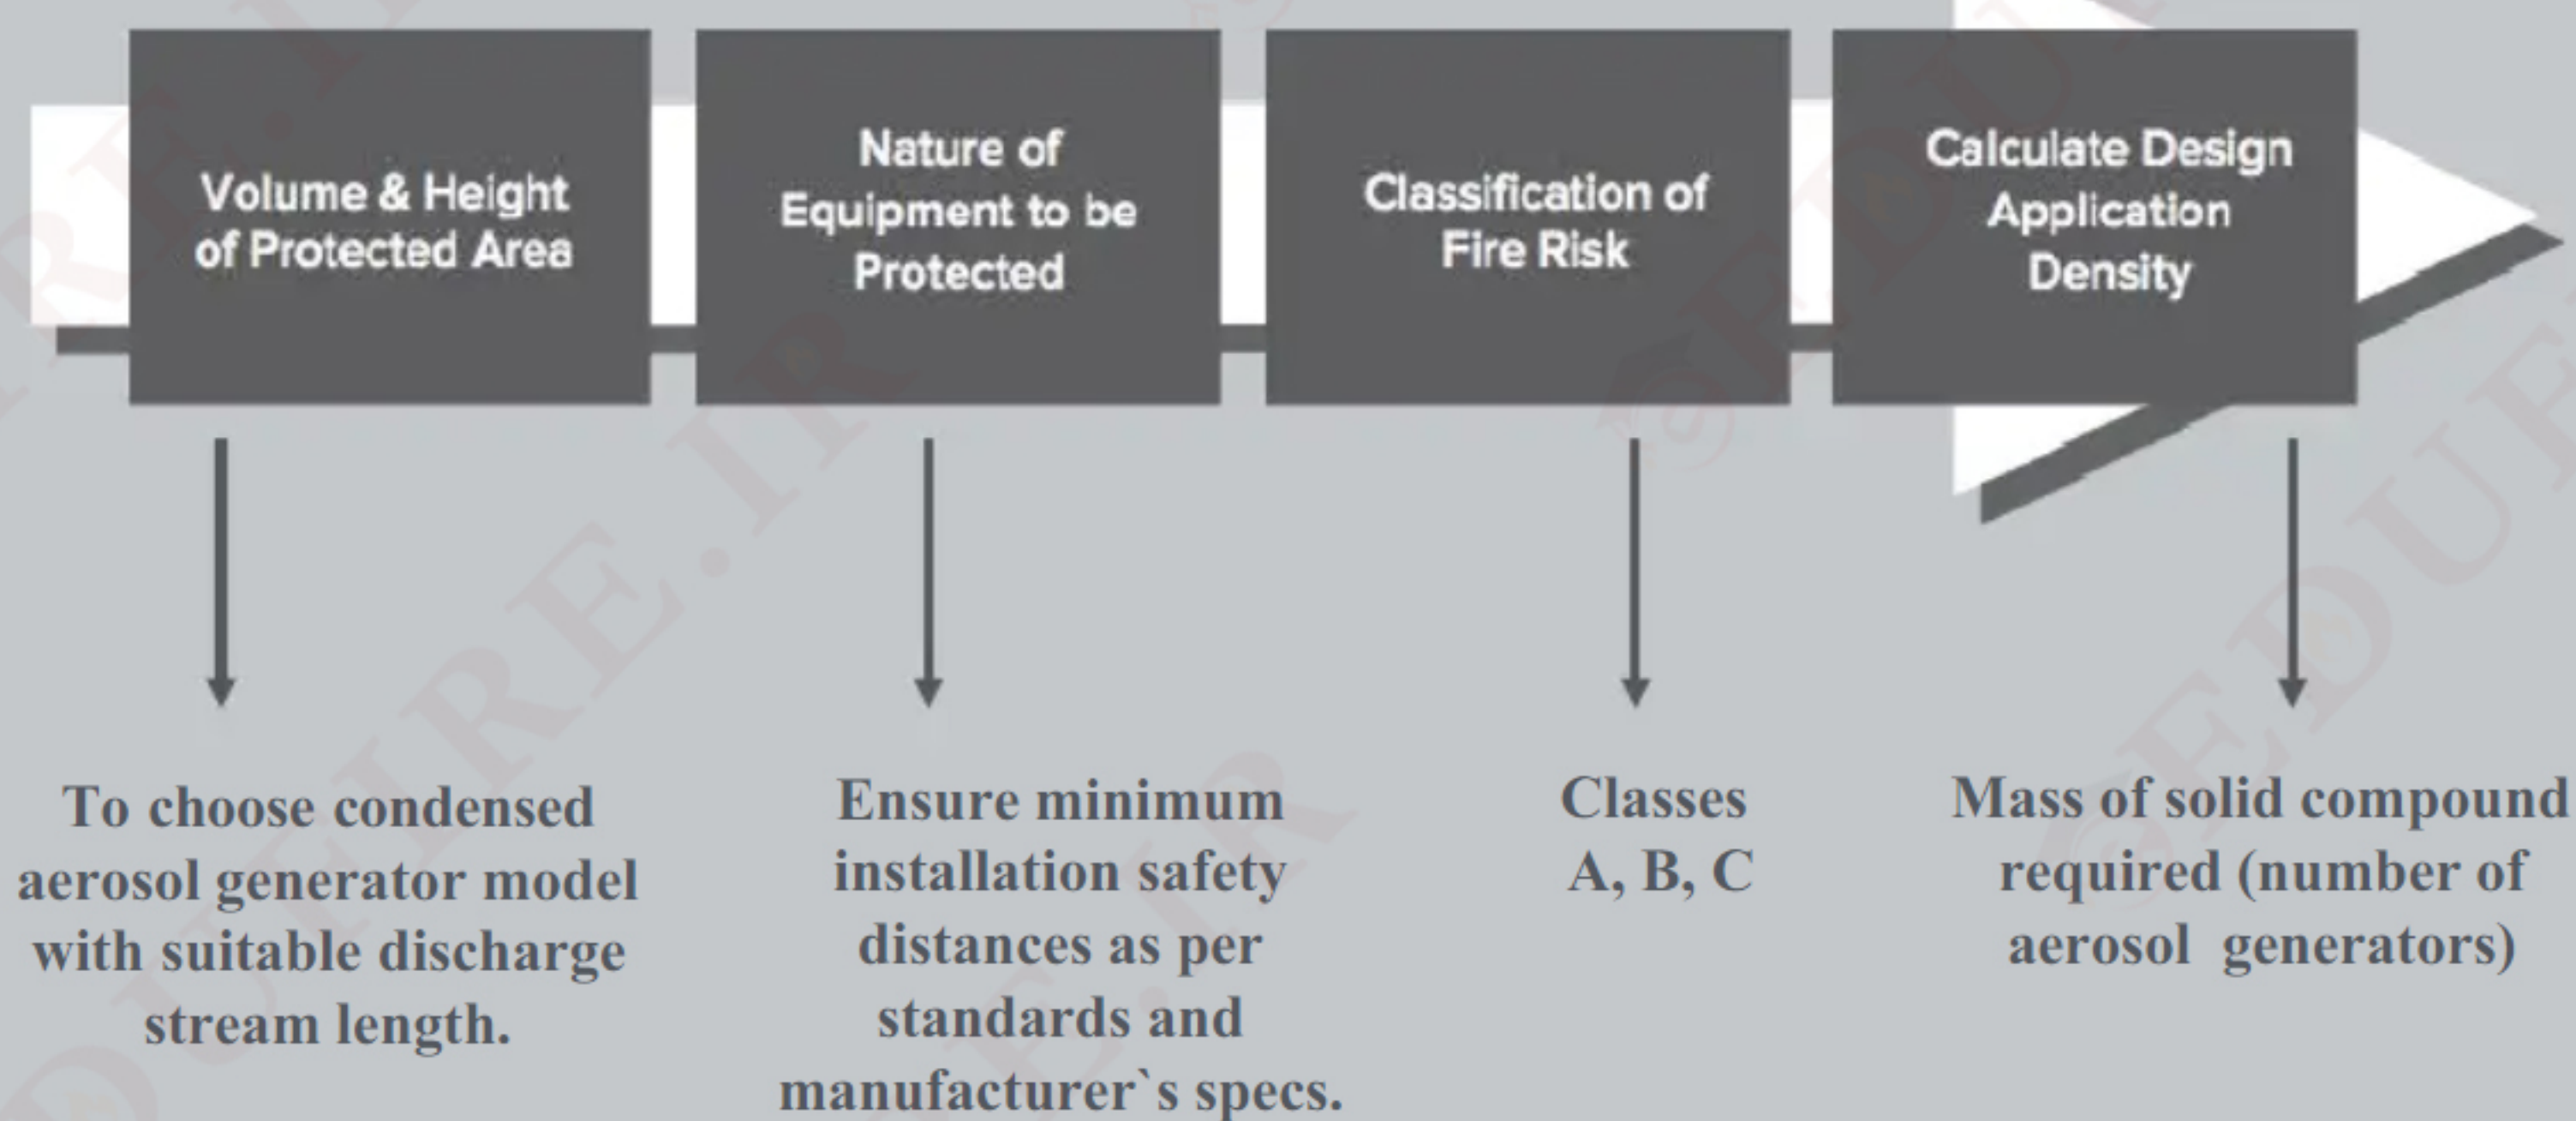 Volume & Height
of Protected Area
Nature of
Equipment to be
Protected
Classification of
Fire Risk
Calculate Design
Application
Density
To choose condensed
aerosol generator model
with suitable discharge
stream length.
Ensure minimum
installation safety
distances as per
standards and
manufacturer`s specs.
Classes
A, B, C
Mass of solid compound
required (number of
aerosol generators)
©EDUFIRE.IR